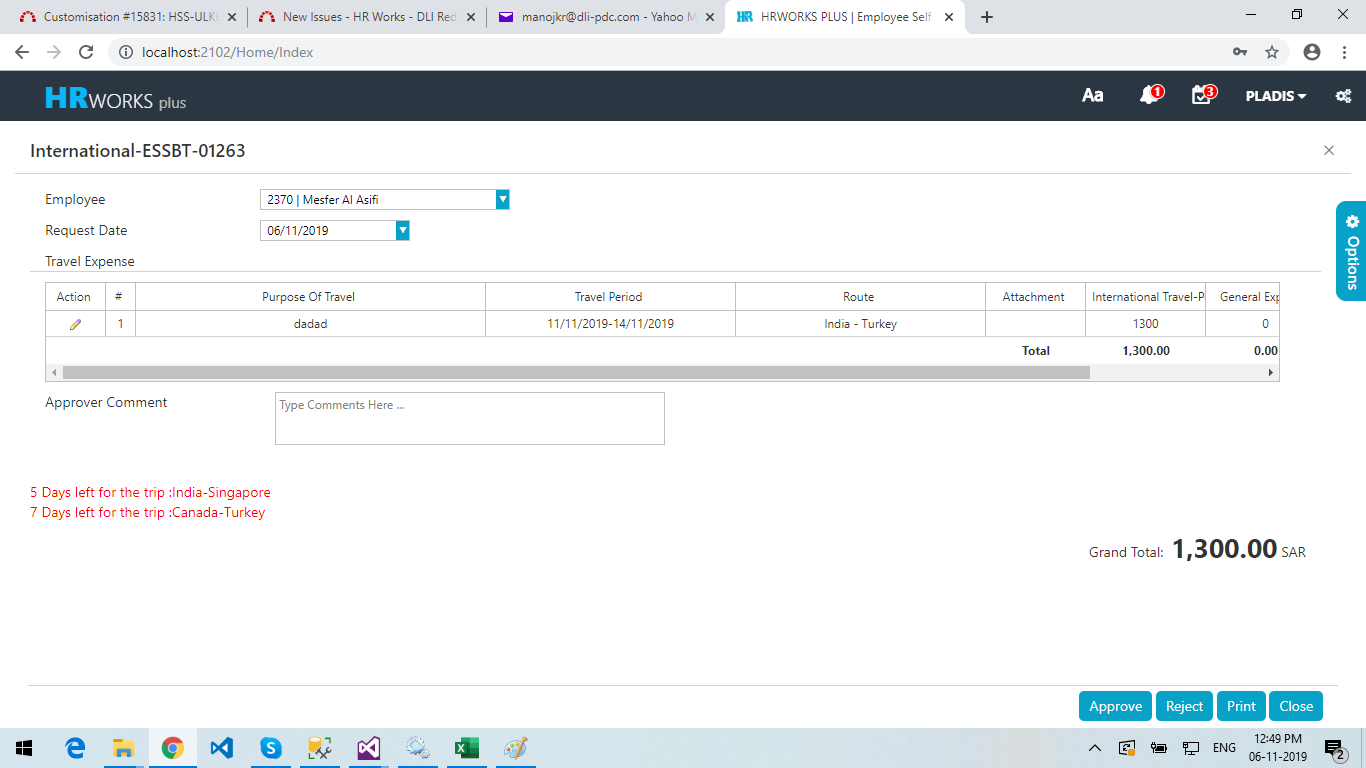 Customisation #15831: HSS-ULK
New Issues - HR Works - DLI Red
manojkr@dli-pdc.com - Yahoo M
HRWORKS PLUS | Employee Self
localhost:2102/Home/Index
HRWORKS plus
Aa
1
3
PLADIS
International-ESSBT-01263
Employee
2370 | Mesfer Al Asifi
Request Date
06/11/2019
Options
Travel Expense
Action # Purpose Of Travel Travel Period Route Attachment International Travel-P General Exp
1 dadad 11/11/2019-14/11/2019 India - Turkey 1300 0
Total 1,300.00 0.00
Approver Comment
Type Comments Here ...
5 Days left for the trip :India-Singapore
7 Days left for the trip :Canada-Turkey
Grand Total: 1,300.00 SAR
Approve Reject Print Close
ENG
12:49 PM
06-11-2019
2